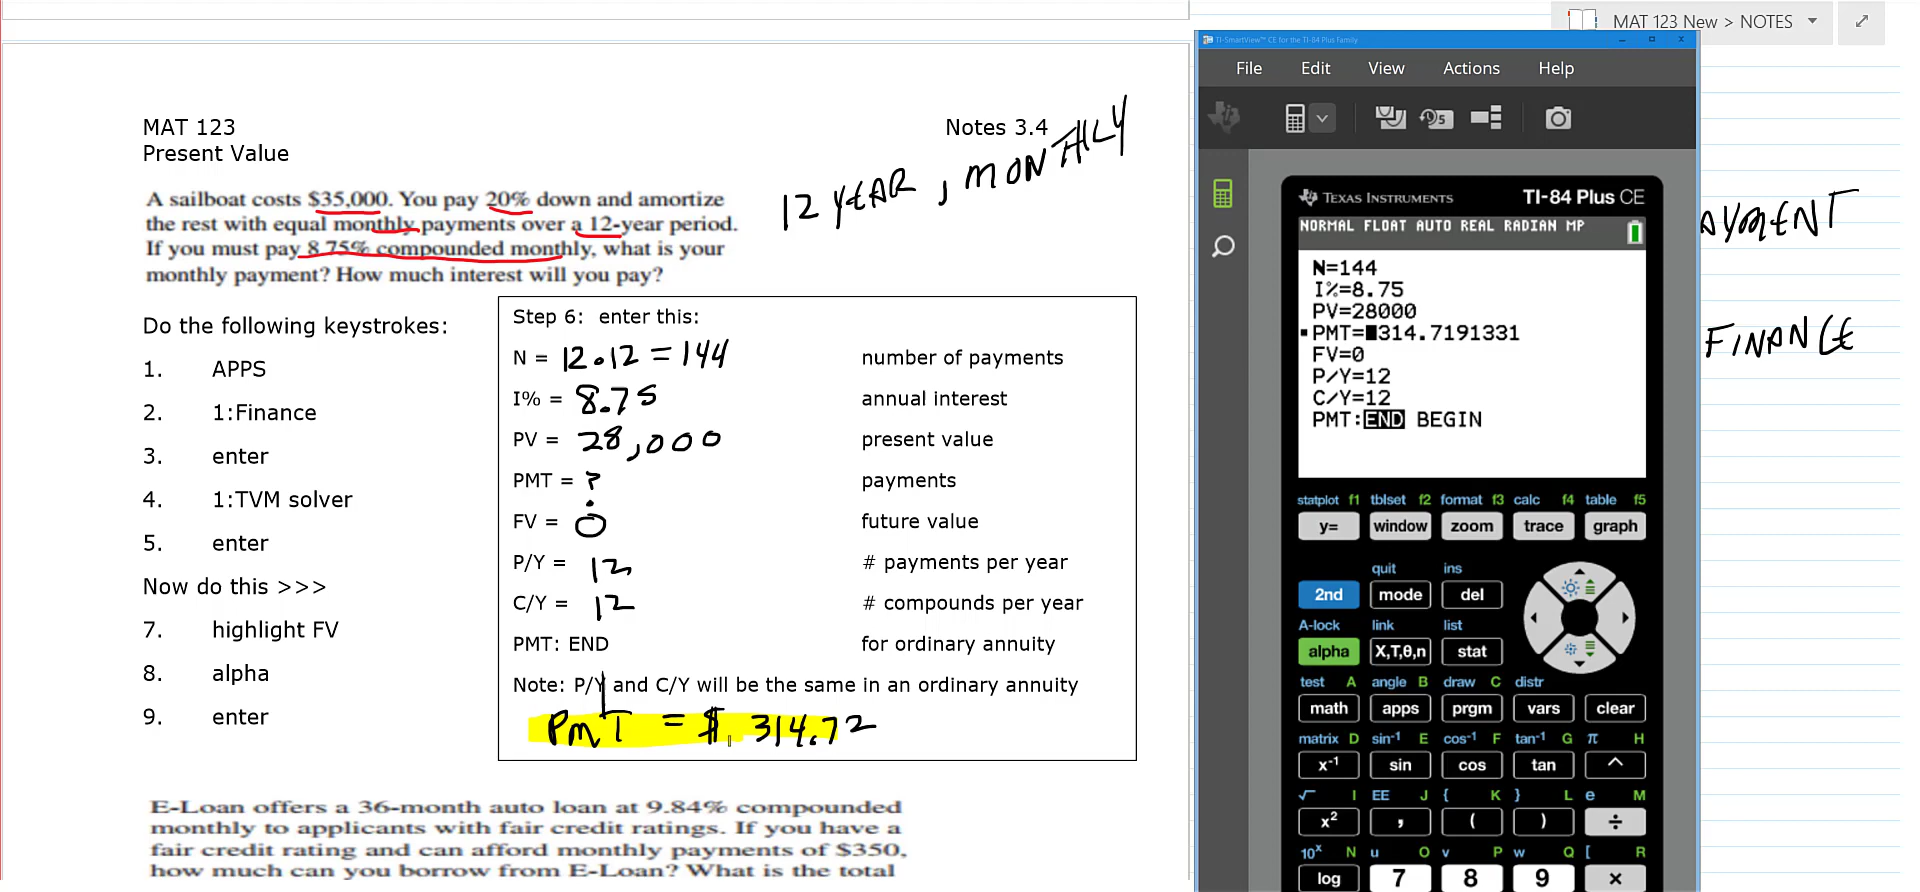 MAT 123 New > NOTES
TI-SmartView™ CE for the TI-84 Plus Family
File Edit View Actions Help
MAT 123
Notes 3.4
Present Value
12 YEAR, MONTHLY
A sailboat costs $35,000. You pay 20% down and amortize
the rest with equal monthly payments over a 12-year period.
If you must pay 8.75% compounded monthly, what is your
monthly payment? How much interest will you pay?
Do the following keystrokes:
1. APPS
2. 1:Finance
3. enter
4. 1:TVM solver
5. enter
Now do this >>>
7. highlight FV
8. alpha
9. enter
Step 6: enter this:
N = 12.12 = 144 number of payments
I% = 8.75 annual interest
PV = 28,000 present value
PMT = ? payments
FV = 0 future value
P/Y = 12 # payments per year
C/Y = 12 # compounds per year
PMT: END for ordinary annuity
Note: P/Y and C/Y will be the same in an ordinary annuity
PmT = $ 314.72
E-Loan offers a 36-month auto loan at 9.84% compounded
monthly to applicants with fair credit ratings. If you have a
fair credit rating and can afford monthly payments of $350,
how much can you borrow from E-Loan? What is the total
AYMENT
FINANCE
TEXAS INSTRUMENTS TI-84 Plus CE
NORMAL FLOAT AUTO REAL RADIAN MP
N=144
I%=8.75
PV=28000
PMT=314.7191331
FV=0
P/Y=12
C/Y=12
PMT:END BEGIN
statplot f1 tblset f2 format f3 calc f4 table f5
y= window zoom trace graph
quit ins
2nd mode del
A-lock link list
alpha X,T,θ,n stat
test A angle B draw C distr
math apps prgm vars clear
matrix D sin⁻¹ E cos⁻¹ F tan⁻¹ G π H
x⁻¹ sin cos tan ^
√ I EE J { K } L e M
x² , ( ) ÷
10ˣ N u O v P w Q [ R
log 7 8 9 ×